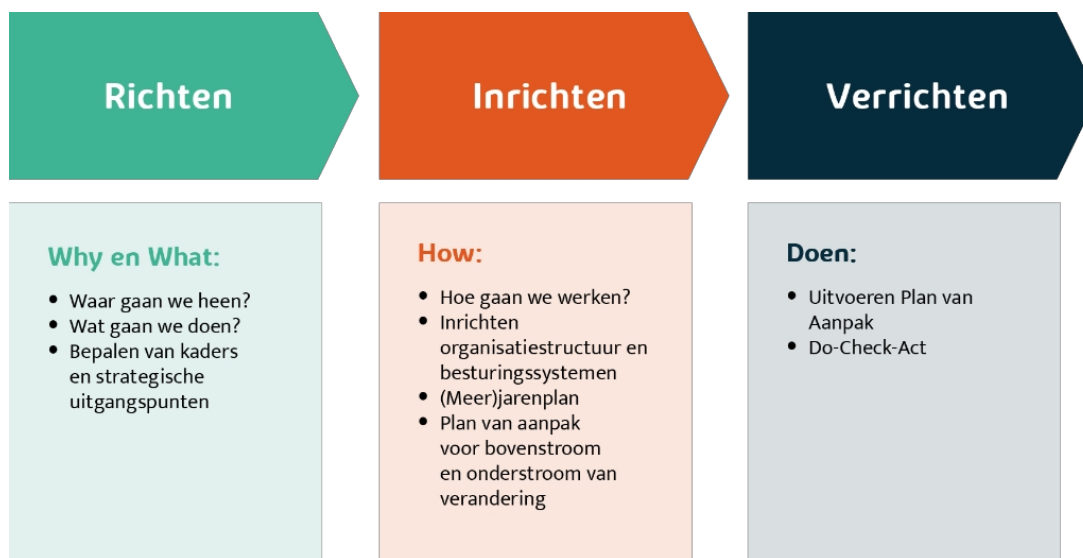 Richten
Inrichten
Verrichten
Why en What:
• Waar gaan we heen?
• Wat gaan we doen?
• Bepalen van kaders
en strategische
uitgangspunten
How:
• Hoe gaan we werken?
• Inrichten
organisatiestructuur en
besturingssystemen
• (Meer)jarenplan
• Plan van aanpak
voor bovenstroom
en onderstroom van
verandering
Doen:
• Uitvoeren Plan van
Aanpak
• Do-Check-Act